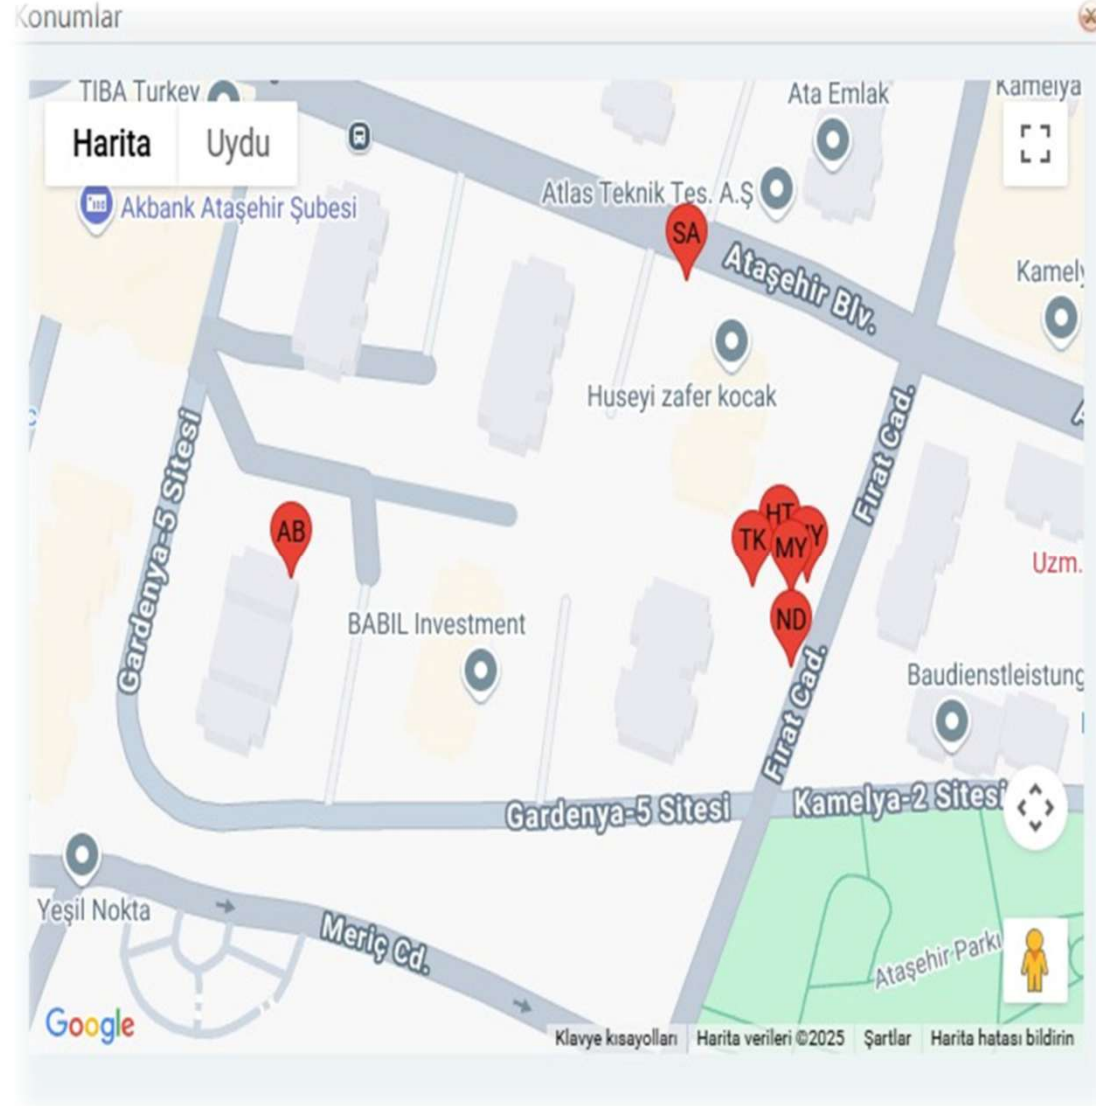 Konumlar
TIBA Turkey
Ata Emlak
Kamelya
Harita
Uydu
Atlas Teknik Tes. A.Ş
Akbank Ataşehir Şubesi
SA
Ataşehir Blv.
Kamely
Huseyi zafer kocak
Fırat Cad.
Gardenya-5 Sitesi
AB
HT
TK
MY
Y
Uzm.
ND
BABIL Investment
Fırat Cad.
Baudienstleistung
Gardenya-5 Sitesi
Kamelya-2 Sitesi
Yeşil Nokta
Meriç Cd.
Ataşehir Parkı
Google
Klavye kısayolları
Harita verileri ©2025
Şartlar
Harita hatası bildirin